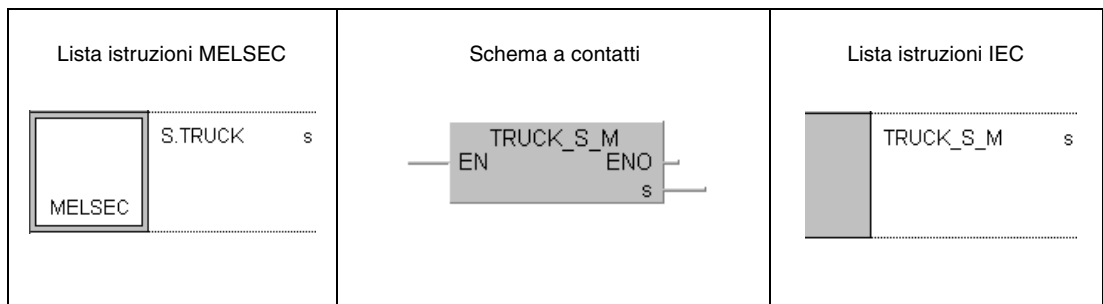 Lista istruzioni MELSEC
S.TRUCK s
MELSEC
Schema a contatti
TRUCK_S_M
EN ENO
s
Lista istruzioni IEC
TRUCK_S_M s